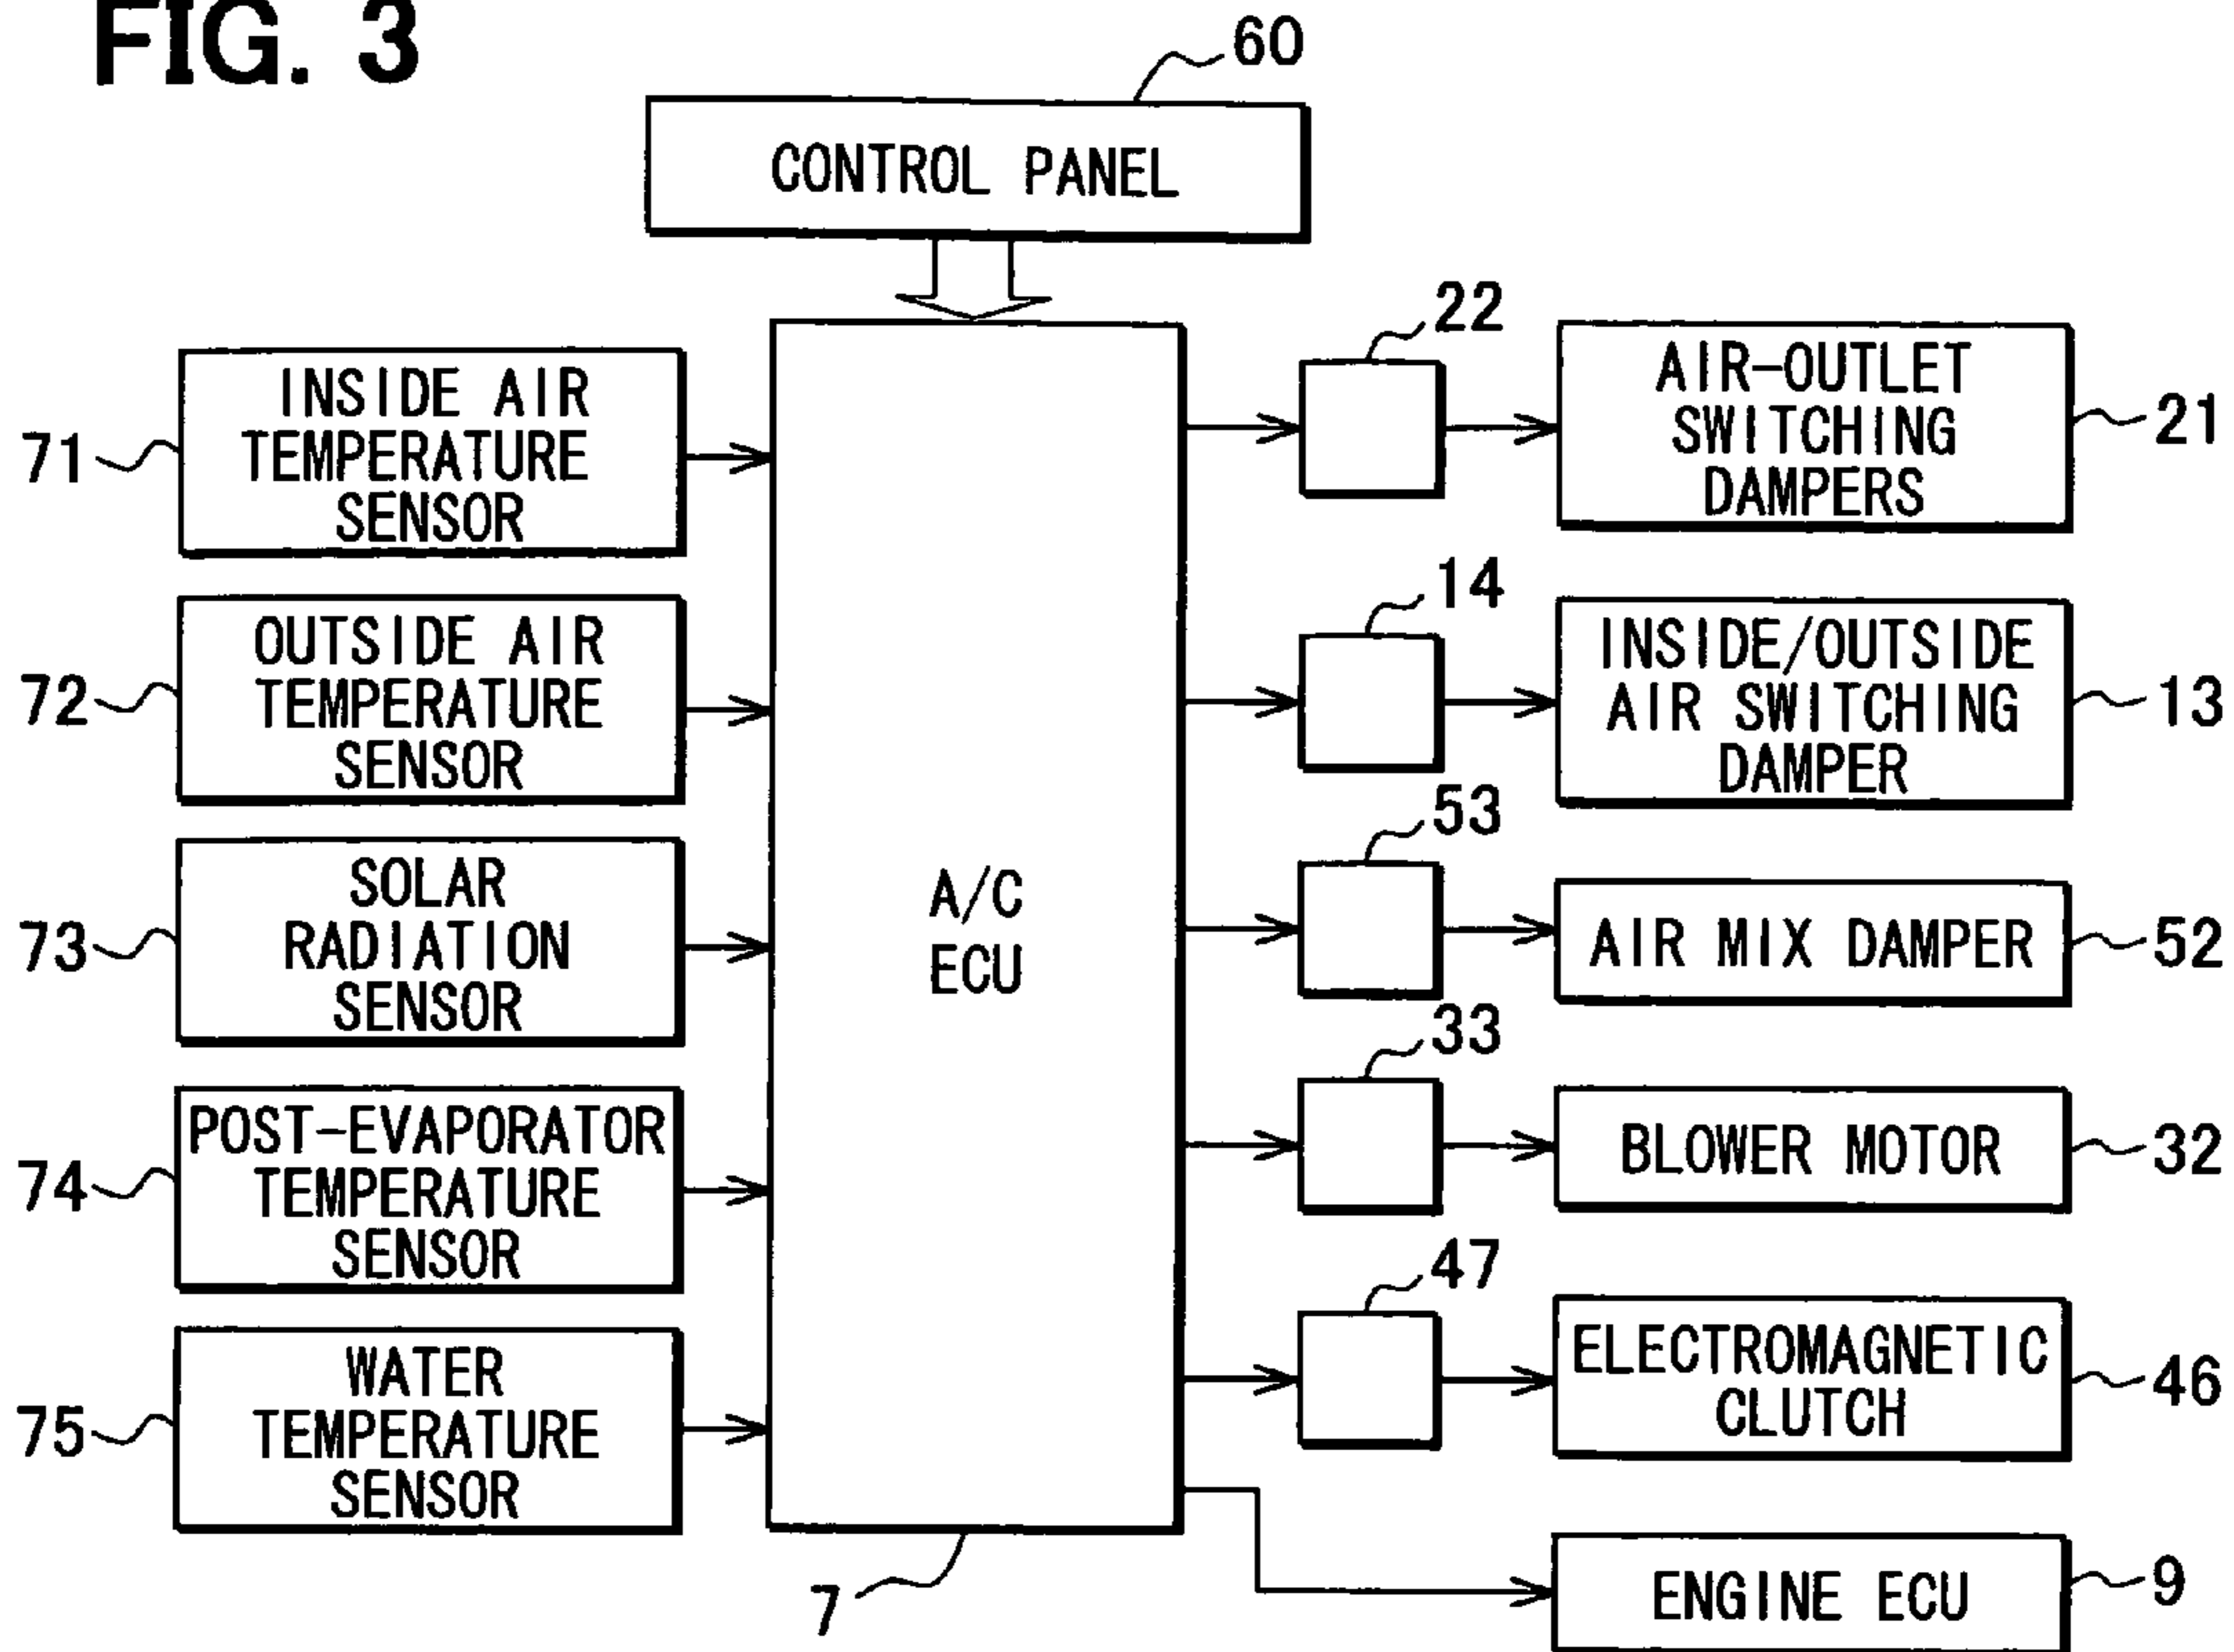 FIG. 3
60
CONTROL PANEL
71
INSIDE AIR
TEMPERATURE
SENSOR
72
OUTSIDE AIR
TEMPERATURE
SENSOR
73
SOLAR
RADIATION
SENSOR
74
POST-EVAPORATOR
TEMPERATURE
SENSOR
75
WATER
TEMPERATURE
SENSOR
A/C
ECU
7
22
AIR-OUTLET
SWITCHING
DAMPERS
21
14
INSIDE/OUTSIDE
AIR SWITCHING
DAMPER
13
53
AIR MIX DAMPER
52
33
BLOWER MOTOR
32
47
ELECTROMAGNETIC
CLUTCH
46
ENGINE ECU
9